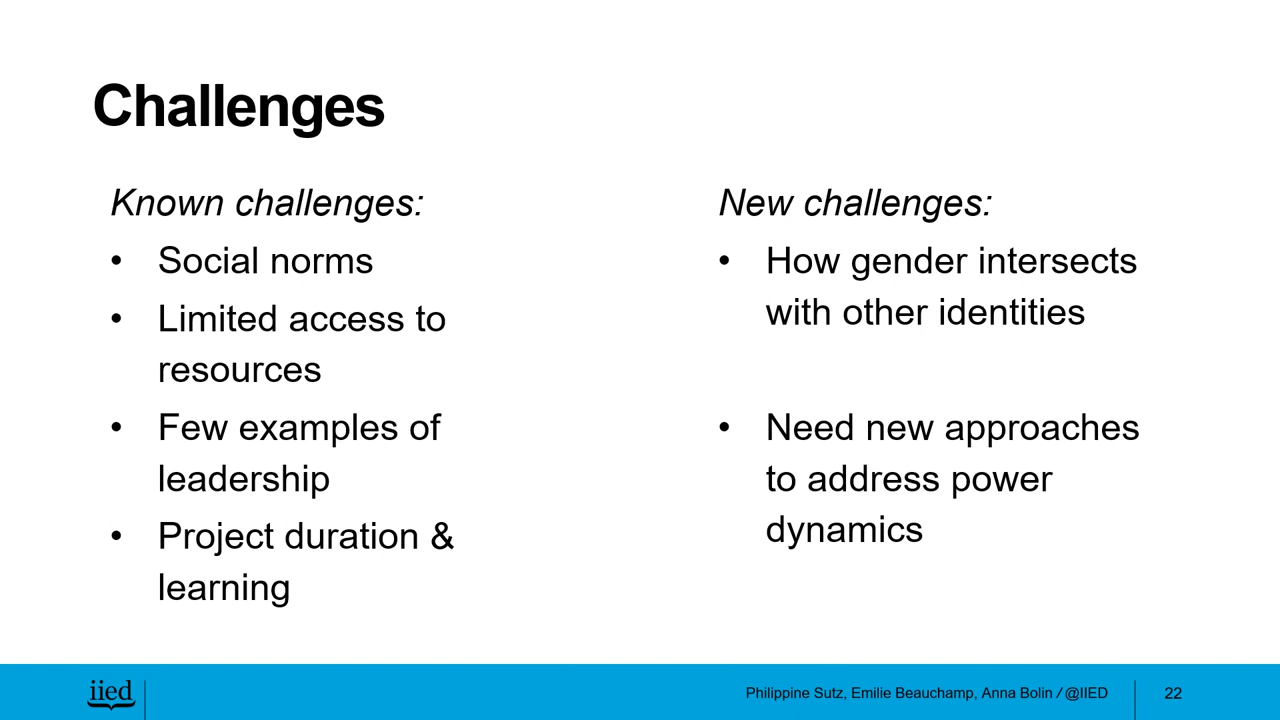 Challenges
Known challenges:
• Social norms
• Limited access to
resources
• Few examples of
leadership
• Project duration &
learning
New challenges:
• How gender intersects
with other identities
• Need new approaches
to address power
dynamics
iied
Philippine Sutz, Emilie Beauchamp, Anna Bolin / @IIED
22